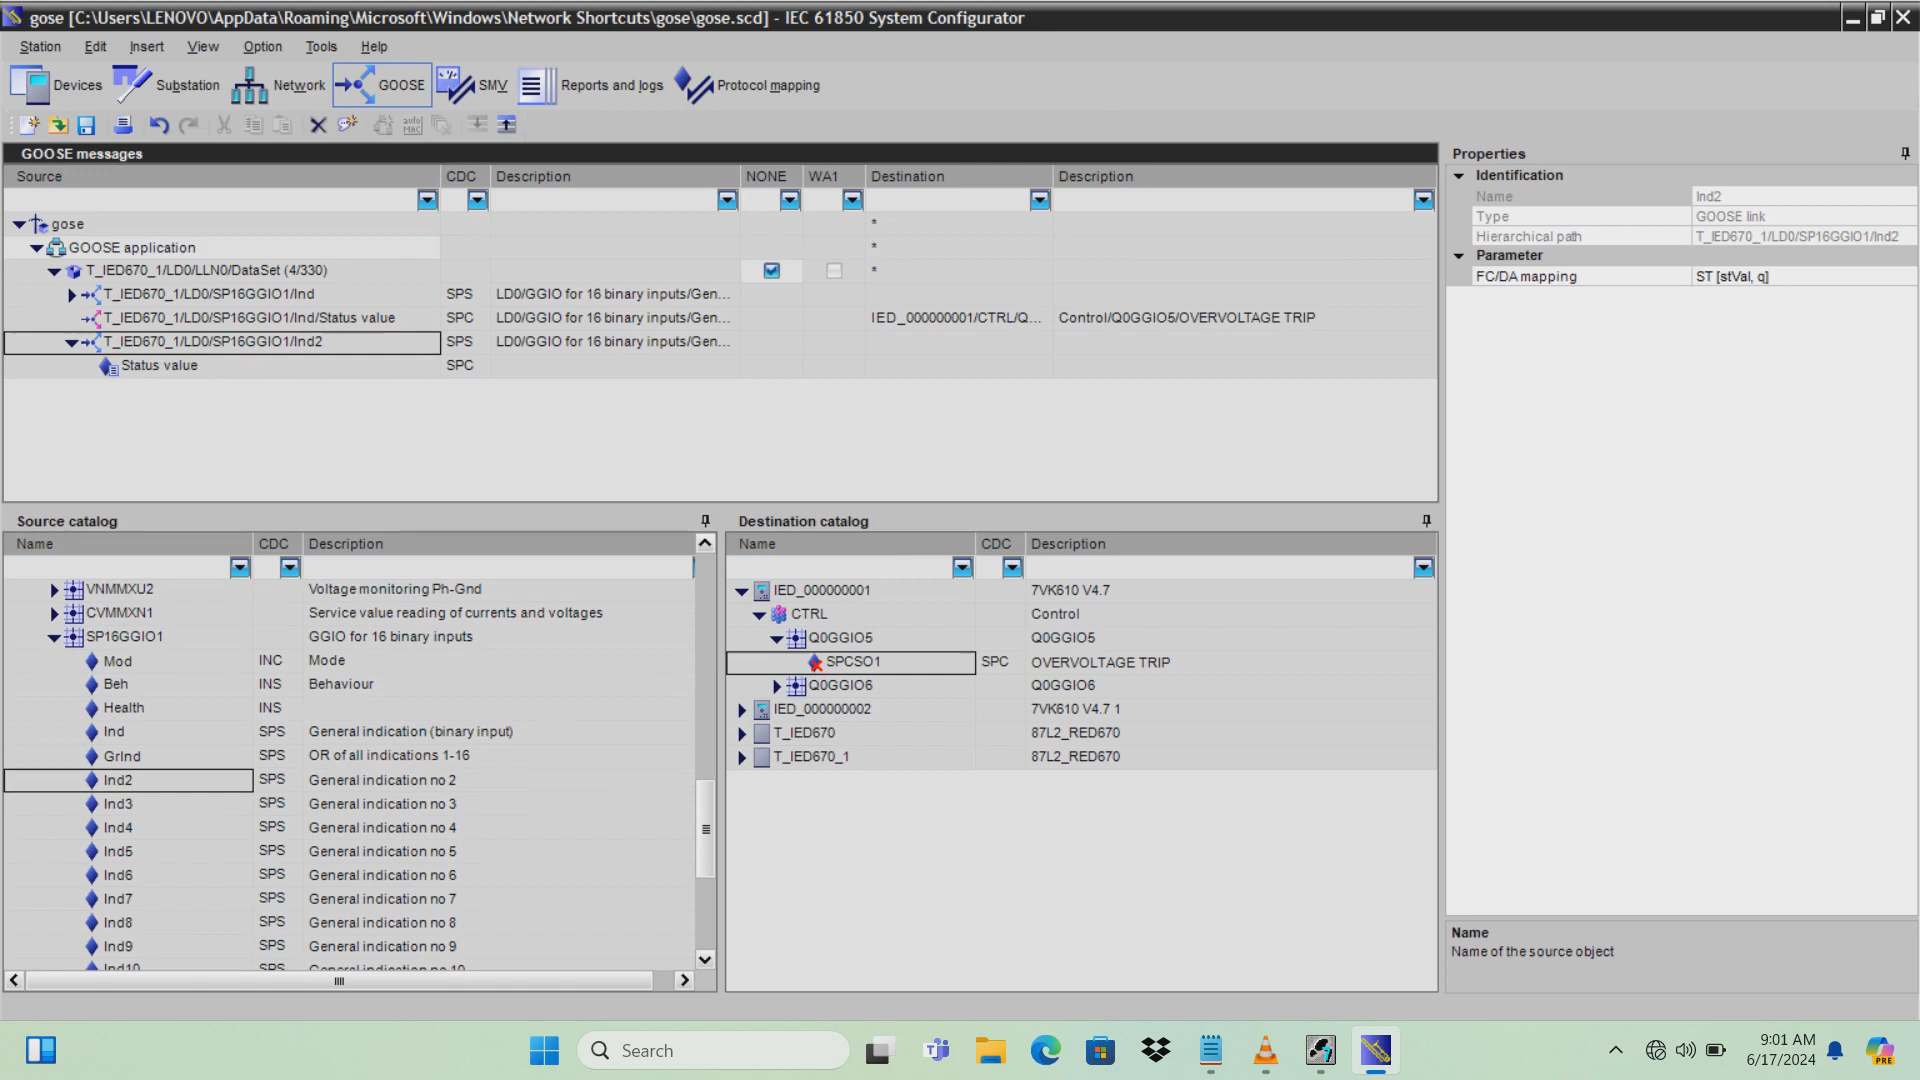 gose [C:\Users\LENOVO\AppData\Roaming\Microsoft\Windows\Network Shortcuts\gose\gose.scd] - IEC 61850 System Configurator
Station Edit Insert View Option Tools Help
Devices Substation Network GOOSE SMV Reports and logs Protocol mapping
auto MAC
GOOSE messages
Source CDC Description NONE WA1 Destination Description
gose *
GOOSE application *
T_IED670_1/LD0/LLN0/DataSet (4/330) *
T_IED670_1/LD0/SP16GGIO1/Ind SPS LD0/GGIO for 16 binary inputs/Gen...
T_IED670_1/LD0/SP16GGIO1/Ind/Status value SPC LD0/GGIO for 16 binary inputs/Gen... IED_000000001/CTRL/Q... Control/Q0GGIO5/OVERVOLTAGE TRIP
T_IED670_1/LD0/SP16GGIO1/Ind2 SPS LD0/GGIO for 16 binary inputs/Gen...
Status value SPC
Properties
Identification
Name Ind2
Type GOOSE link
Hierarchical path T_IED670_1/LD0/SP16GGIO1/Ind2
Parameter
FC/DA mapping ST [stVal, q]
Source catalog
Name CDC Description
VNMMXU2 Voltage monitoring Ph-Gnd
CVMMXN1 Service value reading of currents and voltages
SP16GGIO1 GGIO for 16 binary inputs
Mod INC Mode
Beh INS Behaviour
Health INS
Ind SPS General indication (binary input)
GrInd SPS OR of all indications 1-16
Ind2 SPS General indication no 2
Ind3 SPS General indication no 3
Ind4 SPS General indication no 4
Ind5 SPS General indication no 5
Ind6 SPS General indication no 6
Ind7 SPS General indication no 7
Ind8 SPS General indication no 8
Ind9 SPS General indication no 9
Ind10 SPS General indication no 10
Destination catalog
Name CDC Description
IED_000000001 7VK610 V4.7
CTRL Control
Q0GGIO5 Q0GGIO5
SPCSO1 SPC OVERVOLTAGE TRIP
Q0GGIO6 Q0GGIO6
IED_000000002 7VK610 V4.7 1
T_IED670 87L2_RED670
T_IED670_1 87L2_RED670
Name
Name of the source object
Search
9:01 AM
6/17/2024
PRE